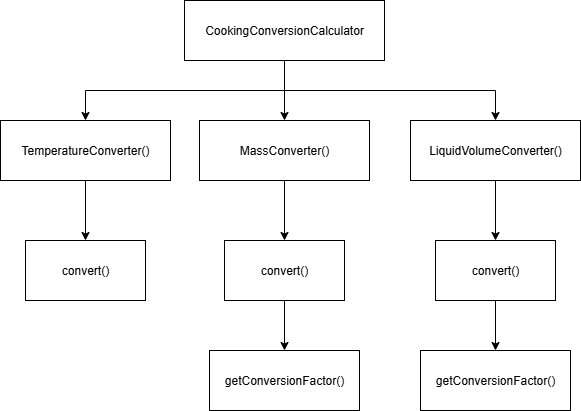 CookingConversionCalculator
TemperatureConverter()
MassConverter()
LiquidVolumeConverter()
convert()
convert()
convert()
getConversionFactor()
getConversionFactor()